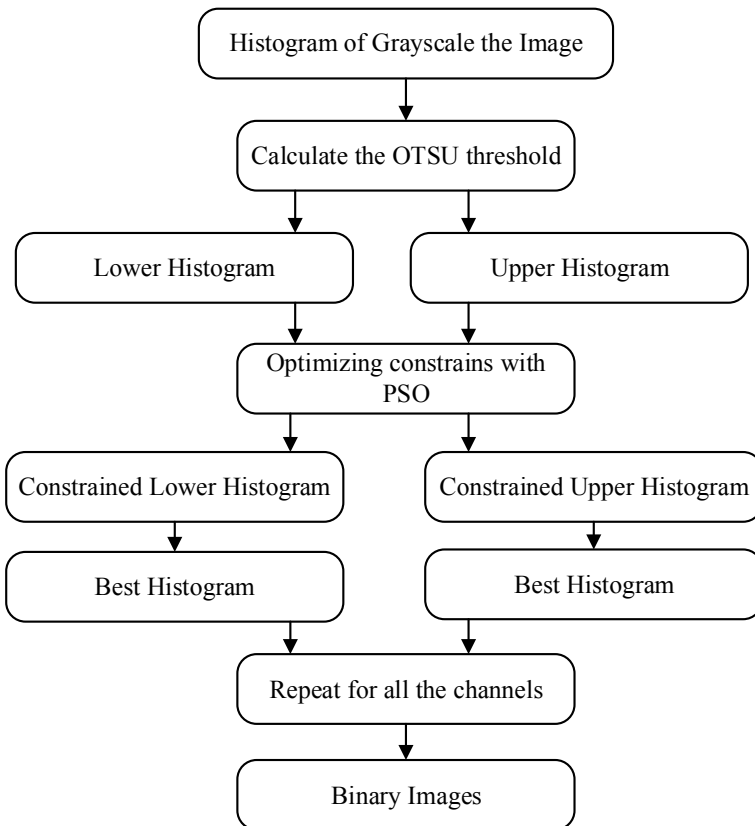 Histogram of Grayscale the Image
Calculate the OTSU threshold
Lower Histogram
Upper Histogram
Optimizing constrains with
PSO
Constrained Lower Histogram
Constrained Upper Histogram
Best Histogram
Best Histogram
Repeat for all the channels
Binary Images